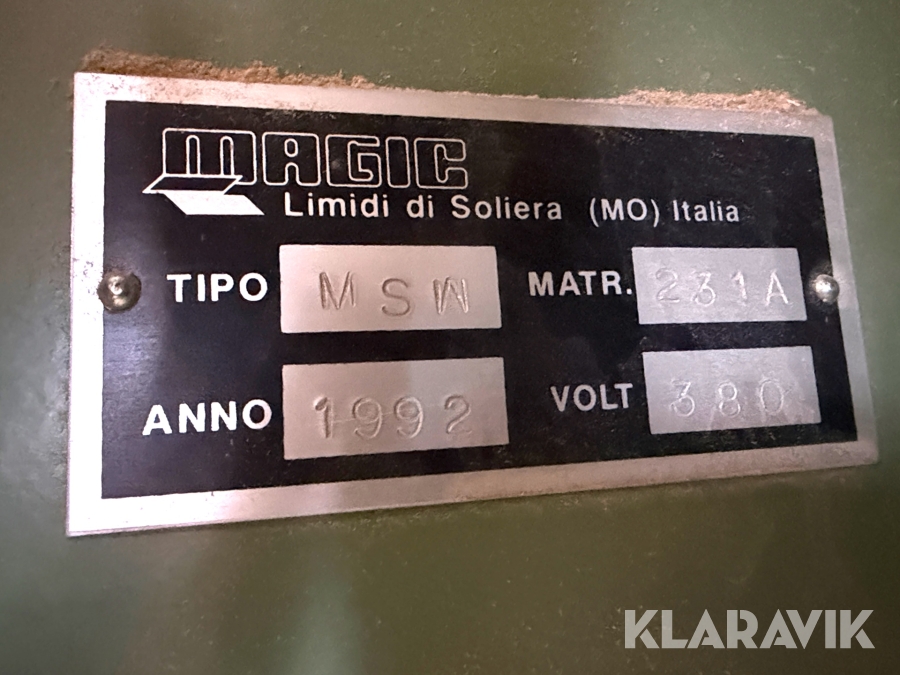 MAGIC
Limidi di Soliera (MO) Italia
TIPO MSW MATR. 231A
ANNO 1992 VOLT 380
KLARAVIK